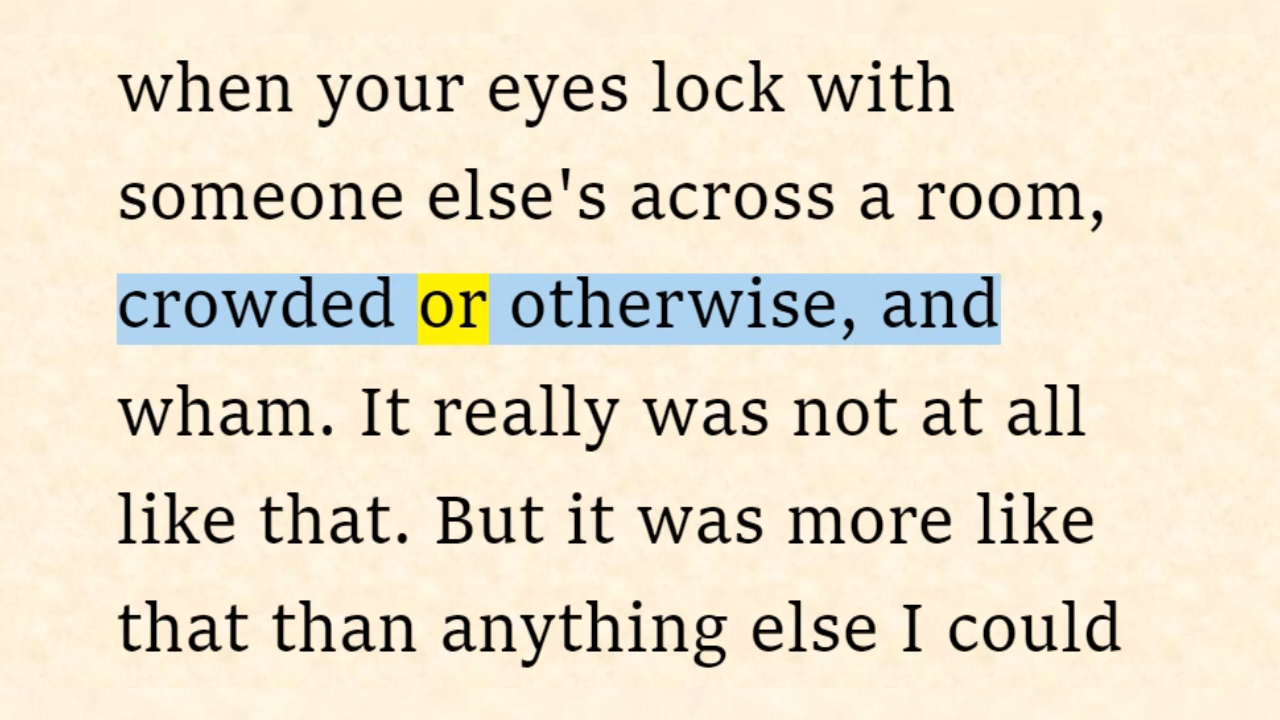 when your eyes lock with
someone else's across a room,
crowded or otherwise, and
wham. It really was not at all
like that. But it was more like
that than anything else I could